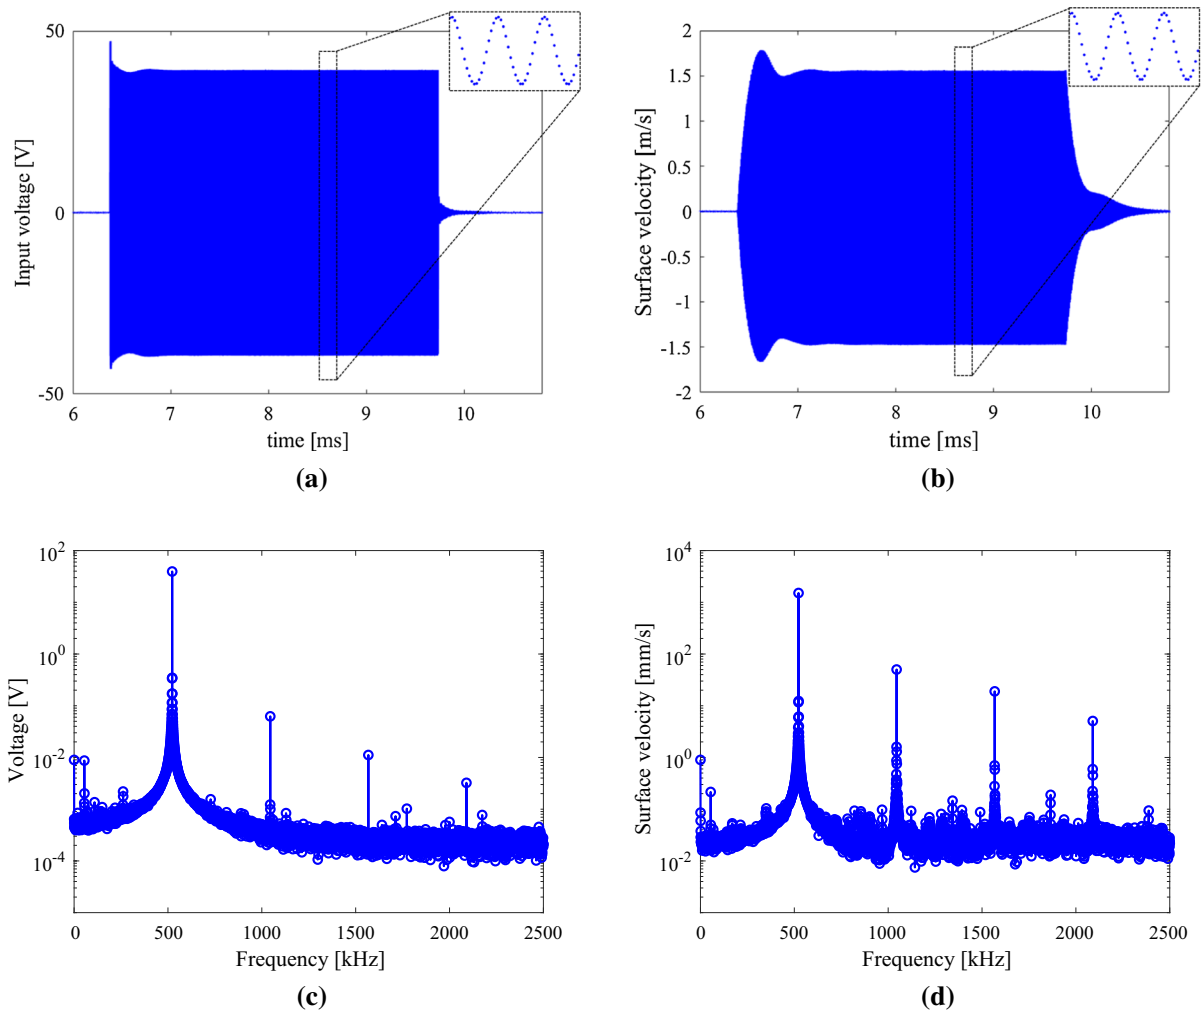 50
0
-50
Input voltage [V]
6 7 8 9 10
time [ms]
(a)
2
1.5
1
0.5
0
-0.5
-1
-1.5
-2
Surface velocity [m/s]
6 7 8 9 10
time [ms]
(b)
10^2
10^0
10^-2
10^-4
Voltage [V]
0 500 1000 1500 2000 2500
Frequency [kHz]
(c)
10^4
10^2
10^0
10^-2
Surface velocity [mm/s]
0 500 1000 1500 2000 2500
Frequency [kHz]
(d)